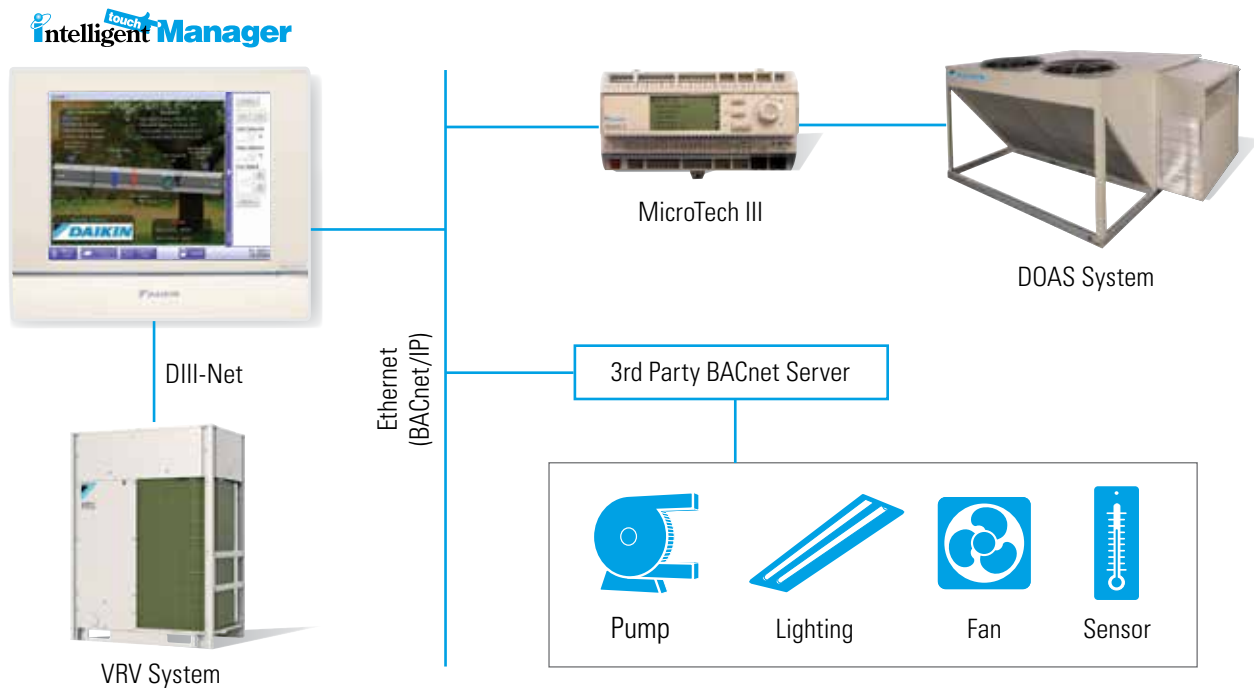 intelligent touch Manager
DAIKIN
DAIKIN
MicroTech III
DOAS System
DIII-Net
Ethernet
(BACnet/IP)
3rd Party BACnet Server
Pump
Lighting
Fan
Sensor
VRV System